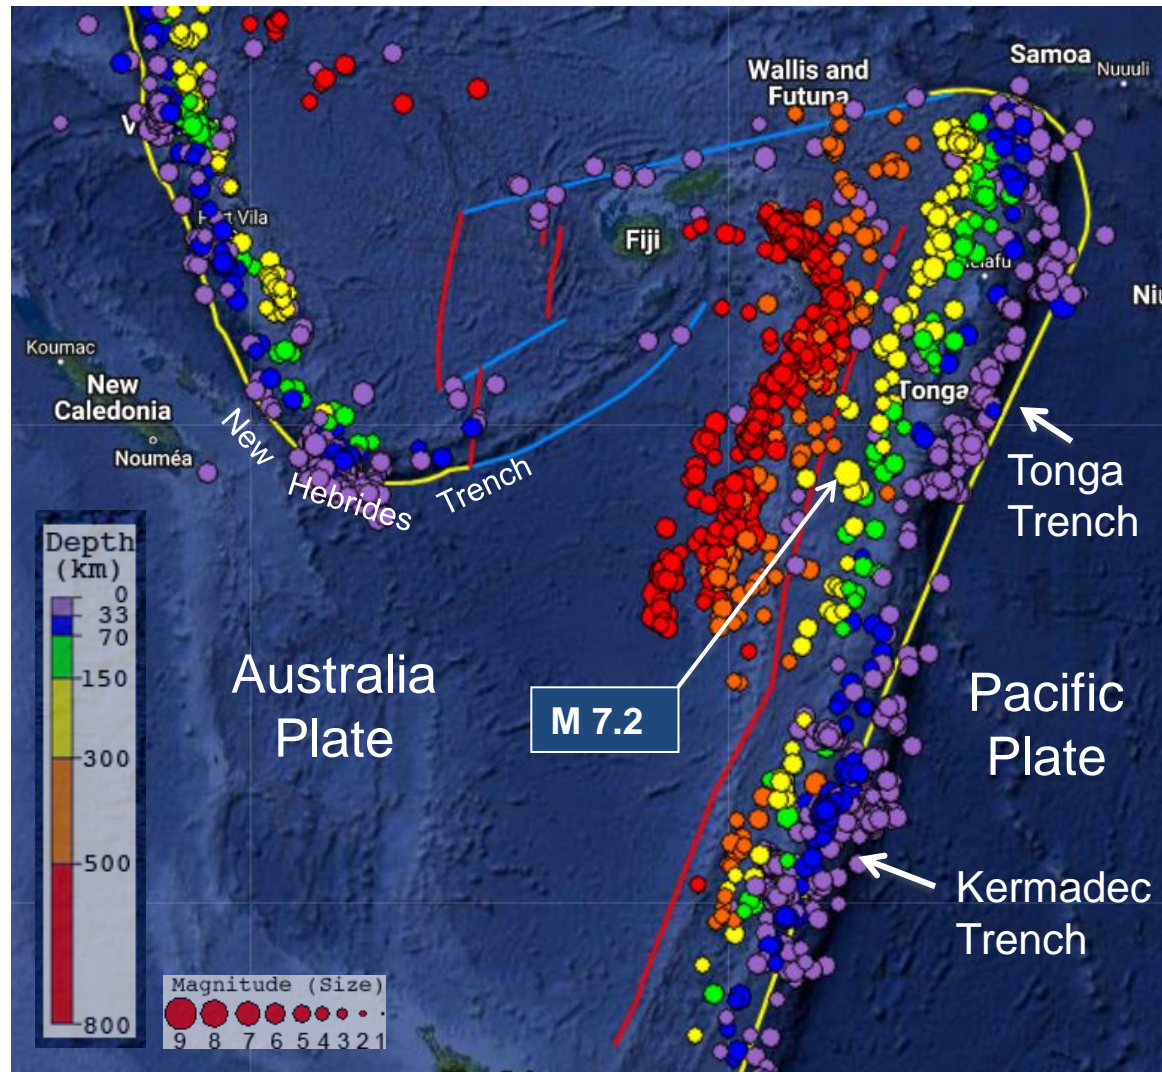 Samoa
Nuuuli
Wallis and
Futuna
V
Port Vila
Fiji
Niu
Koumac
New
Caledonia
Nouméa
Tonga
New
Hebrides
Trench
Tonga
Trench
Depth
(km)
0
33
70
150
300
500
800
Australia
Plate
Pacific
Plate
M 7.2
Kermadec
Trench
Magnitude (Size)
9 8 7 6 5 4 3 2 1